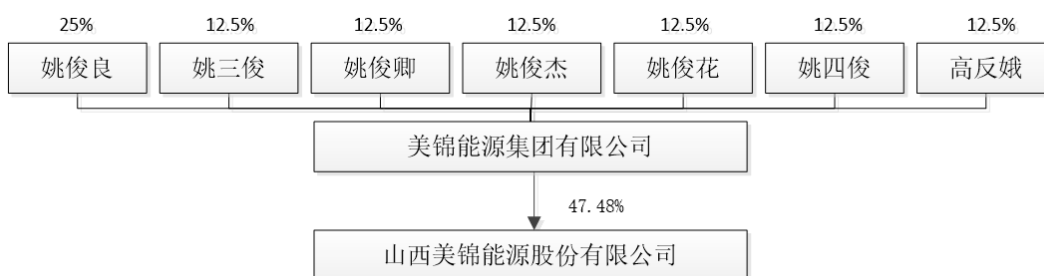 25% 12.5% 12.5% 12.5% 12.5% 12.5% 12.5%
姚俊良 姚三俊 姚俊卿 姚俊杰 姚俊花 姚四俊 高反娥
美锦能源集团有限公司
47.48%
山西美锦能源股份有限公司